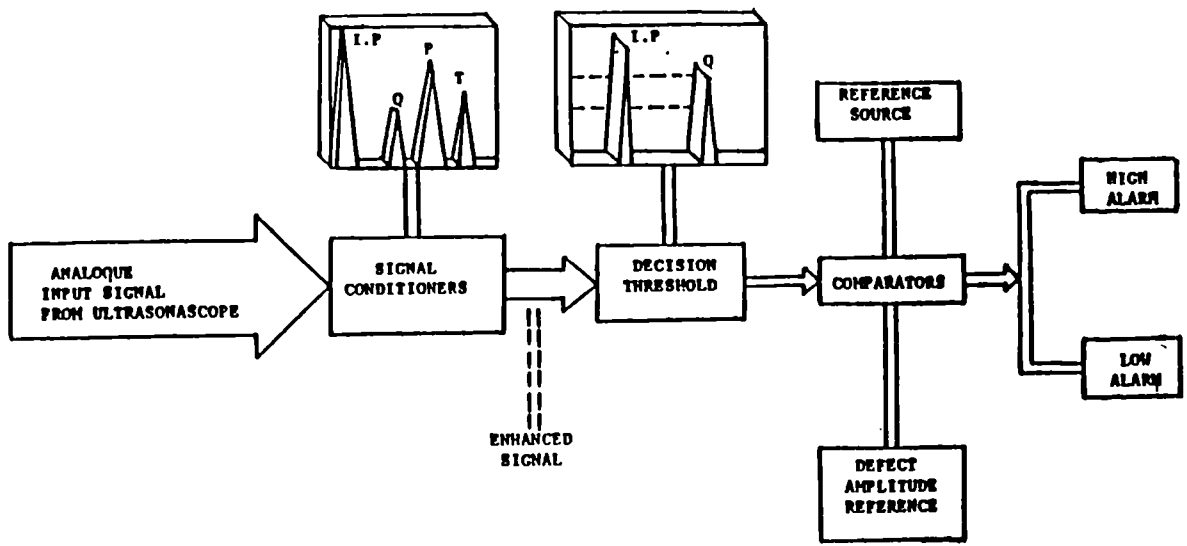 I.P
Q
P
T
I.P
Q
REFERENCE
SOURCE
HIGH
ALARM
ANALOQUE
INPUT SIGNAL
FROM ULTRASONASCOPE
SIGNAL
CONDITIONERS
DECISION
THRESHOLD
COMPARATORS
LOW
ALARM
ENHANCED
SIGNAL
DEFECT
AMPLITUDE
REFERENCE